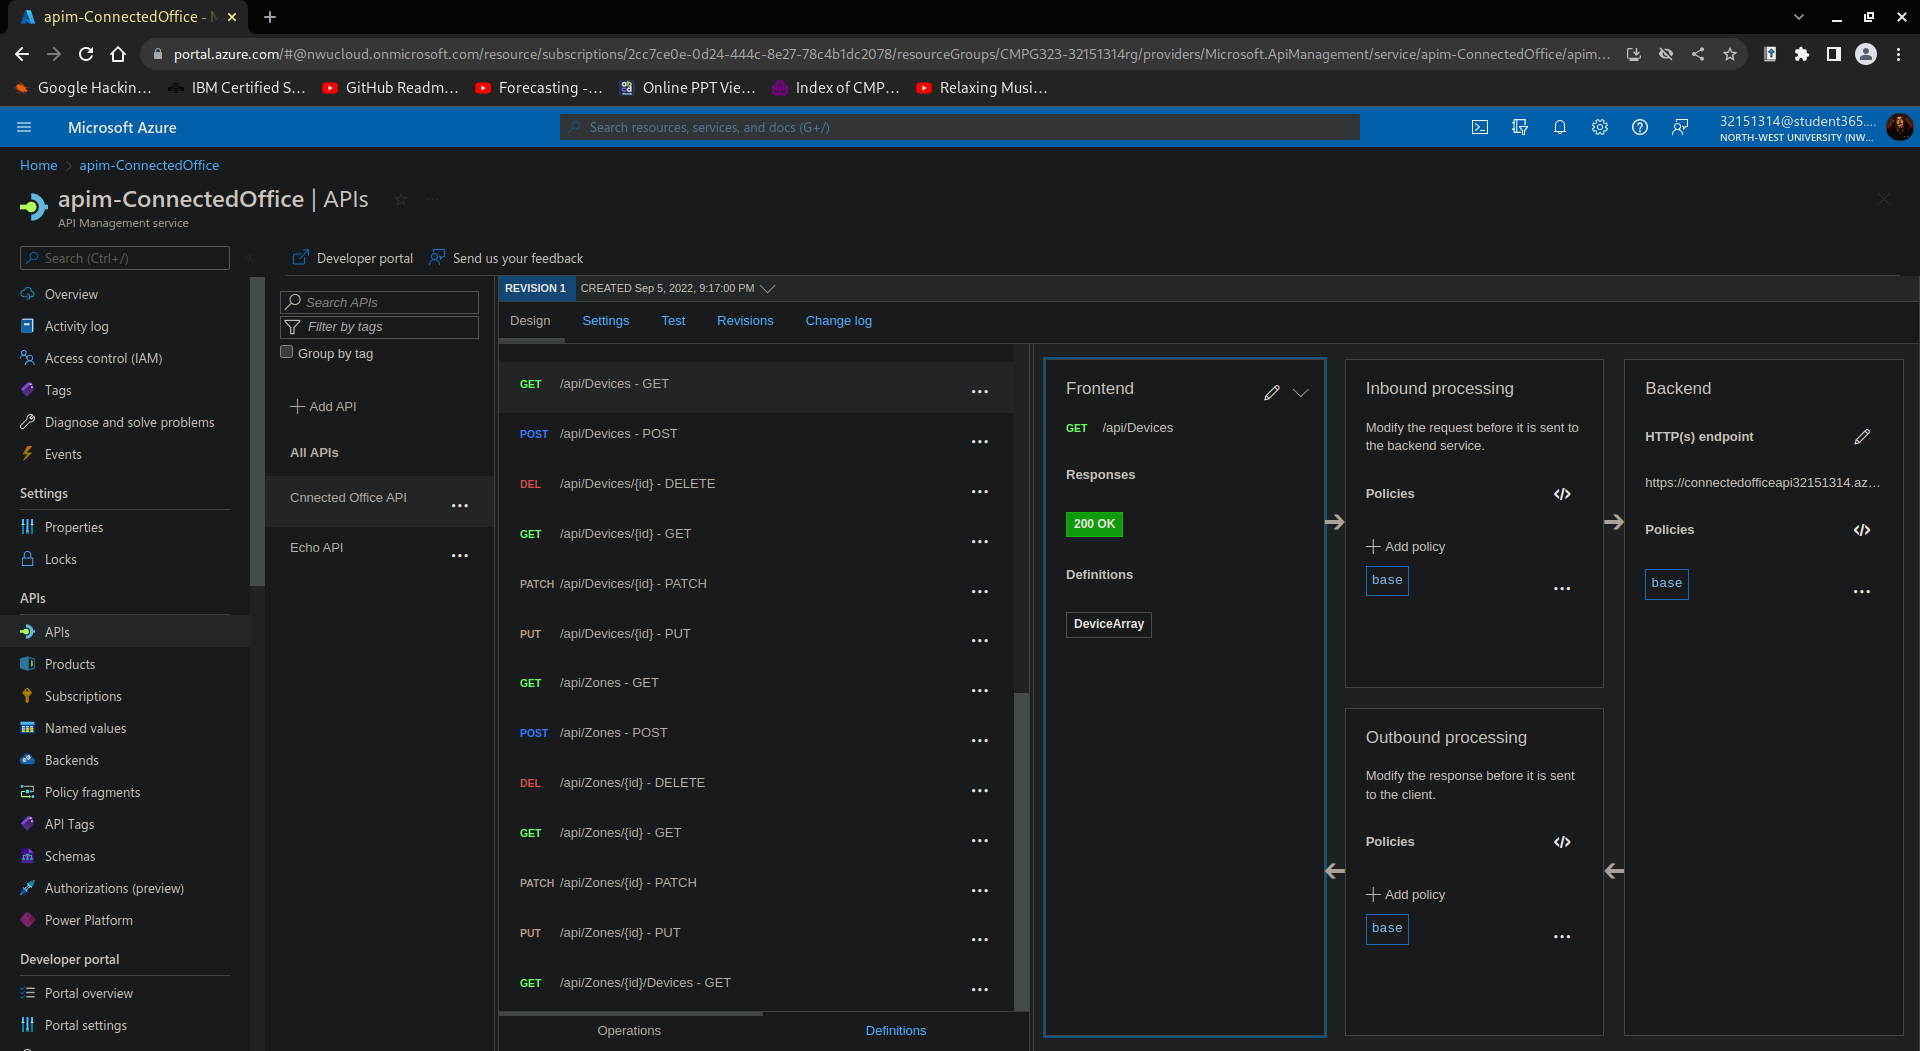 apim-ConnectedOffice -
portal.azure.com/#@nwucloud.onmicrosoft.com/resource/subscriptions/2cc7ce0e-0d24-444c-8e27-78c4b1dc2078/resourceGroups/CMPG323-32151314rg/providers/Microsoft.ApiManagement/service/apim-ConnectedOffice/apim...
Google Hackin... IBM Certified S... GitHub Readm... Forecasting -... Online PPT Vie... Index of CMP... Relaxing Musi...
Microsoft Azure
Search resources, services, and docs (G+/)
32151314@student365....
NORTH-WEST UNIVERSITY (NW...
Home > apim-ConnectedOffice
apim-ConnectedOffice | APIs
API Management service
Search (Ctrl+/)
Overview
Activity log
Access control (IAM)
Tags
Diagnose and solve problems
Events
Settings
Properties
Locks
APIs
APIs
Products
Subscriptions
Named values
Backends
Policy fragments
API Tags
Schemas
Authorizations (preview)
Power Platform
Developer portal
Portal overview
Portal settings
Developer portal
Send us your feedback
Search APIs
Filter by tags
Group by tag
Add API
All APIs
Cnnected Office API
Echo API
REVISION 1 CREATED Sep 5, 2022, 9:17:00 PM
Design Settings Test Revisions Change log
GET /api/Devices - GET
POST /api/Devices - POST
DEL /api/Devices/{id} - DELETE
GET /api/Devices/{id} - GET
PATCH /api/Devices/{id} - PATCH
PUT /api/Devices/{id} - PUT
GET /api/Zones - GET
POST /api/Zones - POST
DEL /api/Zones/{id} - DELETE
GET /api/Zones/{id} - GET
PATCH /api/Zones/{id} - PATCH
PUT /api/Zones/{id} - PUT
GET /api/Zones/{id}/Devices - GET
Operations Definitions
Frontend
GET /api/Devices
Responses
200 OK
Definitions
DeviceArray
Inbound processing
Modify the request before it is sent to
the backend service.
Policies </>
Add policy
base
Outbound processing
Modify the response before it is sent
to the client.
Policies </>
Add policy
base
Backend
HTTP(s) endpoint
https://connectedofficeapi32151314.az...
Policies </>
base